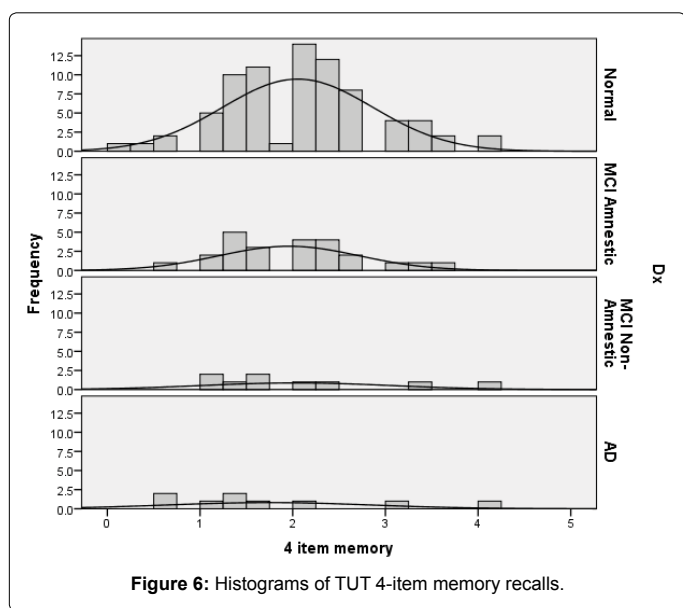 12.5
10.0
7.5
5.0
2.5
0.0
Normal
12.5
10.0
7.5
5.0
2.5
0.0
MCI Amnestic
12.5
10.0
7.5
5.0
2.5
0.0
MCI Non-
Amnestic
12.5
10.0
7.5
5.0
2.5
0.0
AD
Frequency
Dx
0 1 2 3 4 5
4 item memory
Figure 6: Histograms of TUT 4-item memory recalls.